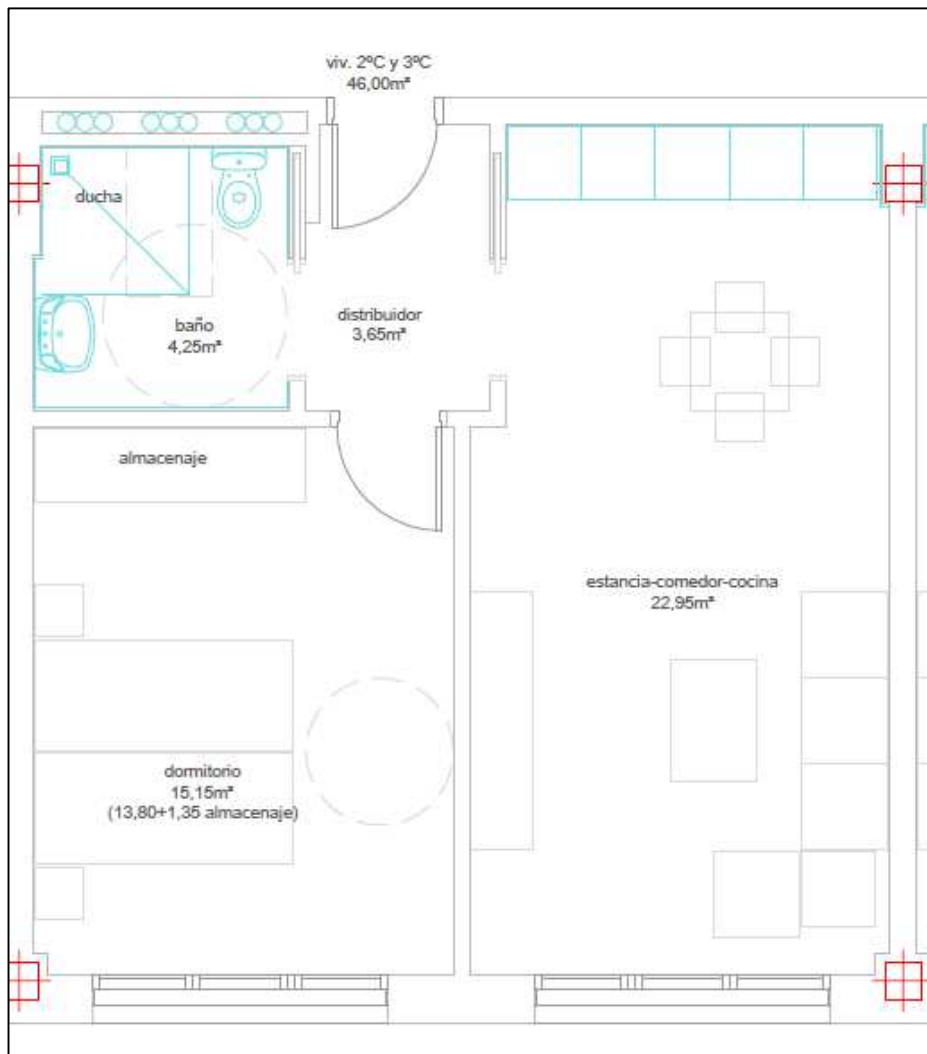 viv. 2ºC y 3ºC
46,00m²
ducha
baño
4,25m²
distribuidor
3,65m²
almacenaje
estancia-comedor-cocina
22,95m²
dormitorio
15,15m²
(13,80+1,35 almacenaje)